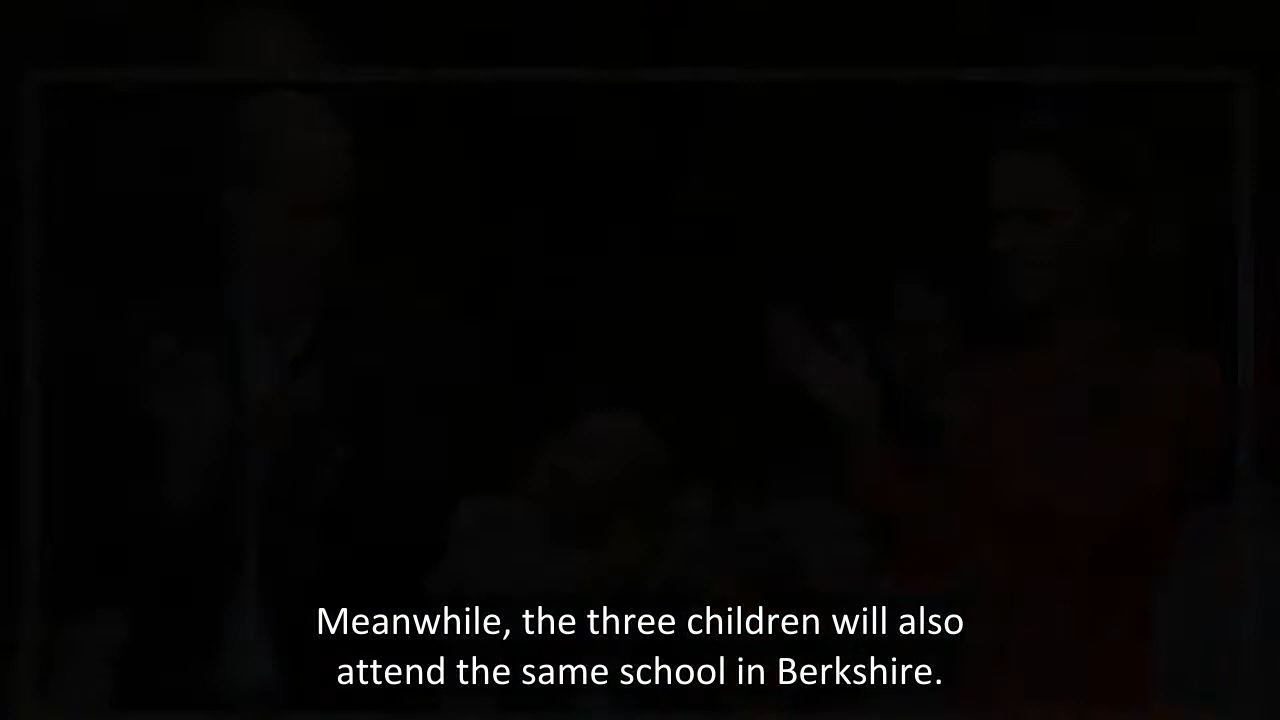 Meanwhile, the three children will also
attend the same school in Berkshire.